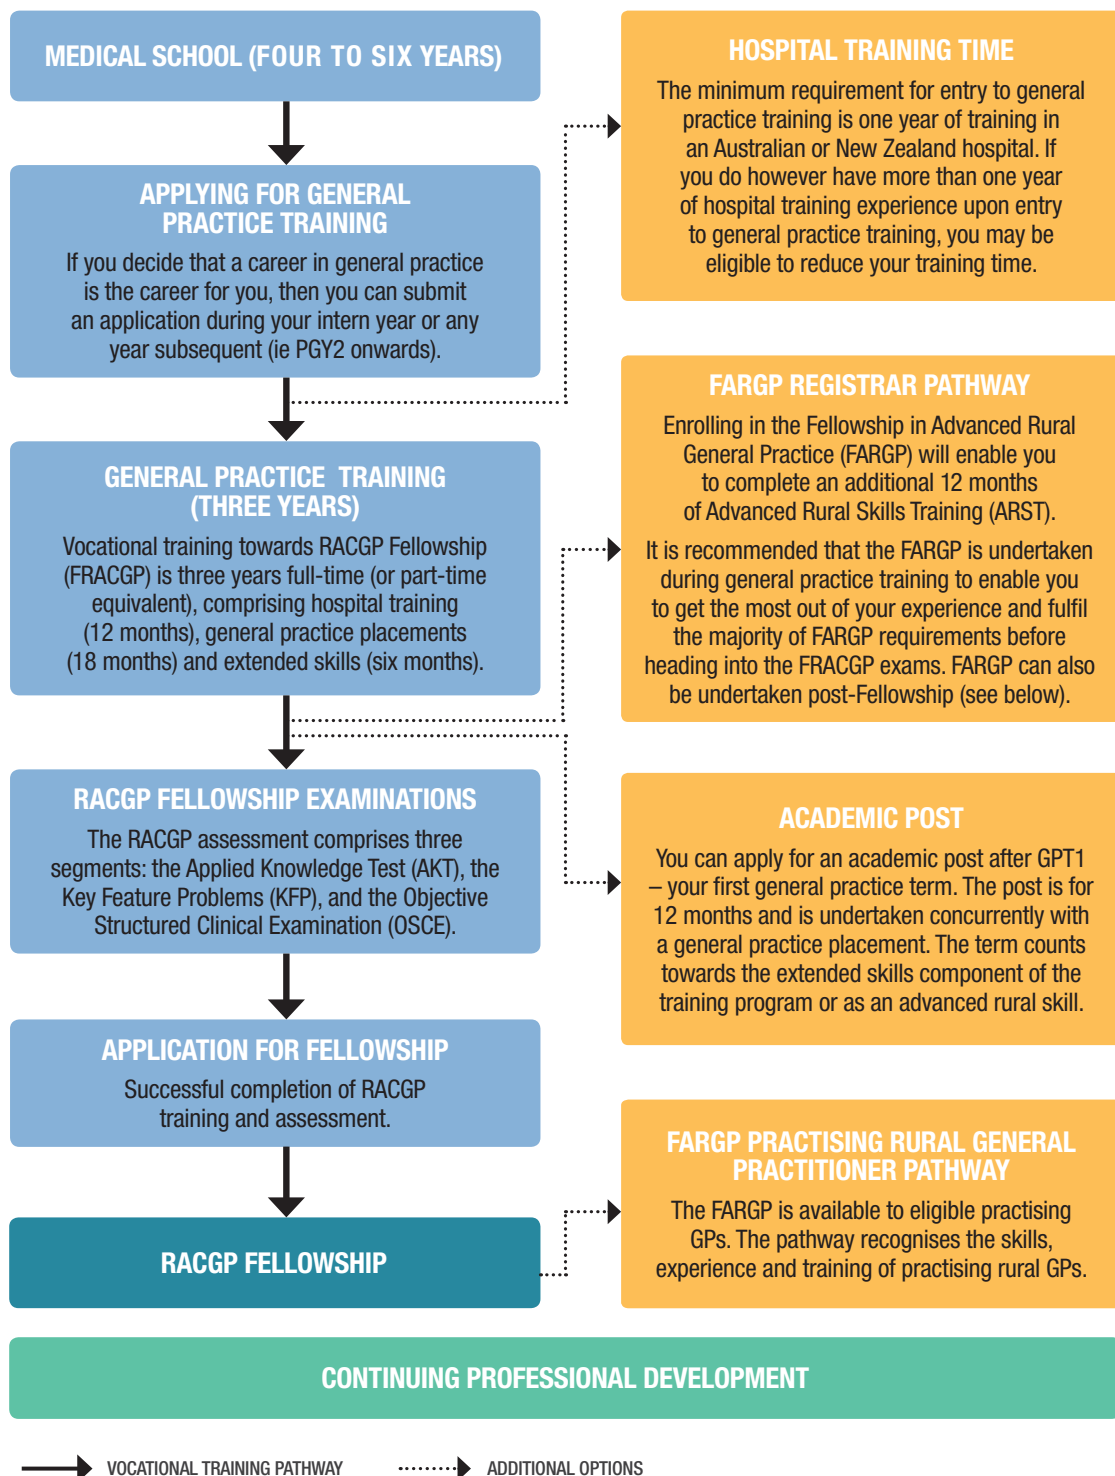 MEDICAL SCHOOL (FOUR TO SIX YEARS)
APPLYING FOR GENERAL
PRACTICE TRAINING
If you decide that a career in general practice
is the career for you, then you can submit
an application during your intern year or any
year subsequent (ie PGY2 onwards).
GENERAL PRACTICE TRAINING
(THREE YEARS)
Vocational training towards RACGP Fellowship
(FRACGP) is three years full-time (or part-time
equivalent), comprising hospital training
(12 months), general practice placements
(18 months) and extended skills (six months).
RACGP FELLOWSHIP EXAMINATIONS
The RACGP assessment comprises three
segments: the Applied Knowledge Test (AKT), the
Key Feature Problems (KFP), and the Objective
Structured Clinical Examination (OSCE).
APPLICATION FOR FELLOWSHIP
Successful completion of RACGP
training and assessment.
RACGP FELLOWSHIP
HOSPITAL TRAINING TIME
The minimum requirement for entry to general
practice training is one year of training in
an Australian or New Zealand hospital. If
you do however have more than one year
of hospital training experience upon entry
to general practice training, you may be
eligible to reduce your training time.
FARGP REGISTRAR PATHWAY
Enrolling in the Fellowship in Advanced Rural
General Practice (FARGP) will enable you
to complete an additional 12 months
of Advanced Rural Skills Training (ARST).
It is recommended that the FARGP is undertaken
during general practice training to enable you
to get the most out of your experience and fulfil
the majority of FARGP requirements before
heading into the FRACGP exams. FARGP can also
be undertaken post-Fellowship (see below).
ACADEMIC POST
You can apply for an academic post after GPT1
– your first general practice term. The post is for
12 months and is undertaken concurrently with
a general practice placement. The term counts
towards the extended skills component of the
training program or as an advanced rural skill.
FARGP PRACTISING RURAL GENERAL
PRACTITIONER PATHWAY
The FARGP is available to eligible practising
GPs. The pathway recognises the skills,
experience and training of practising rural GPs.
CONTINUING PROFESSIONAL DEVELOPMENT
VOCATIONAL TRAINING PATHWAY
ADDITIONAL OPTIONS